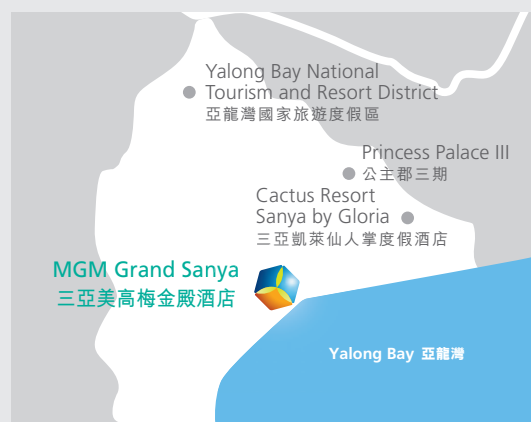 Yalong Bay National
Tourism and Resort District
亞龍灣國家旅遊度假區
Princess Palace III
公主郡三期
Cactus Resort
Sanya by Gloria
三亞凱萊仙人掌度假酒店
MGM Grand Sanya
三亞美高梅金殿酒店
Yalong Bay 亞龍灣